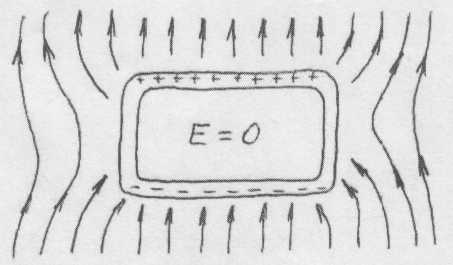 + + + + + + + + + +
E = 0
− − − − − − − −